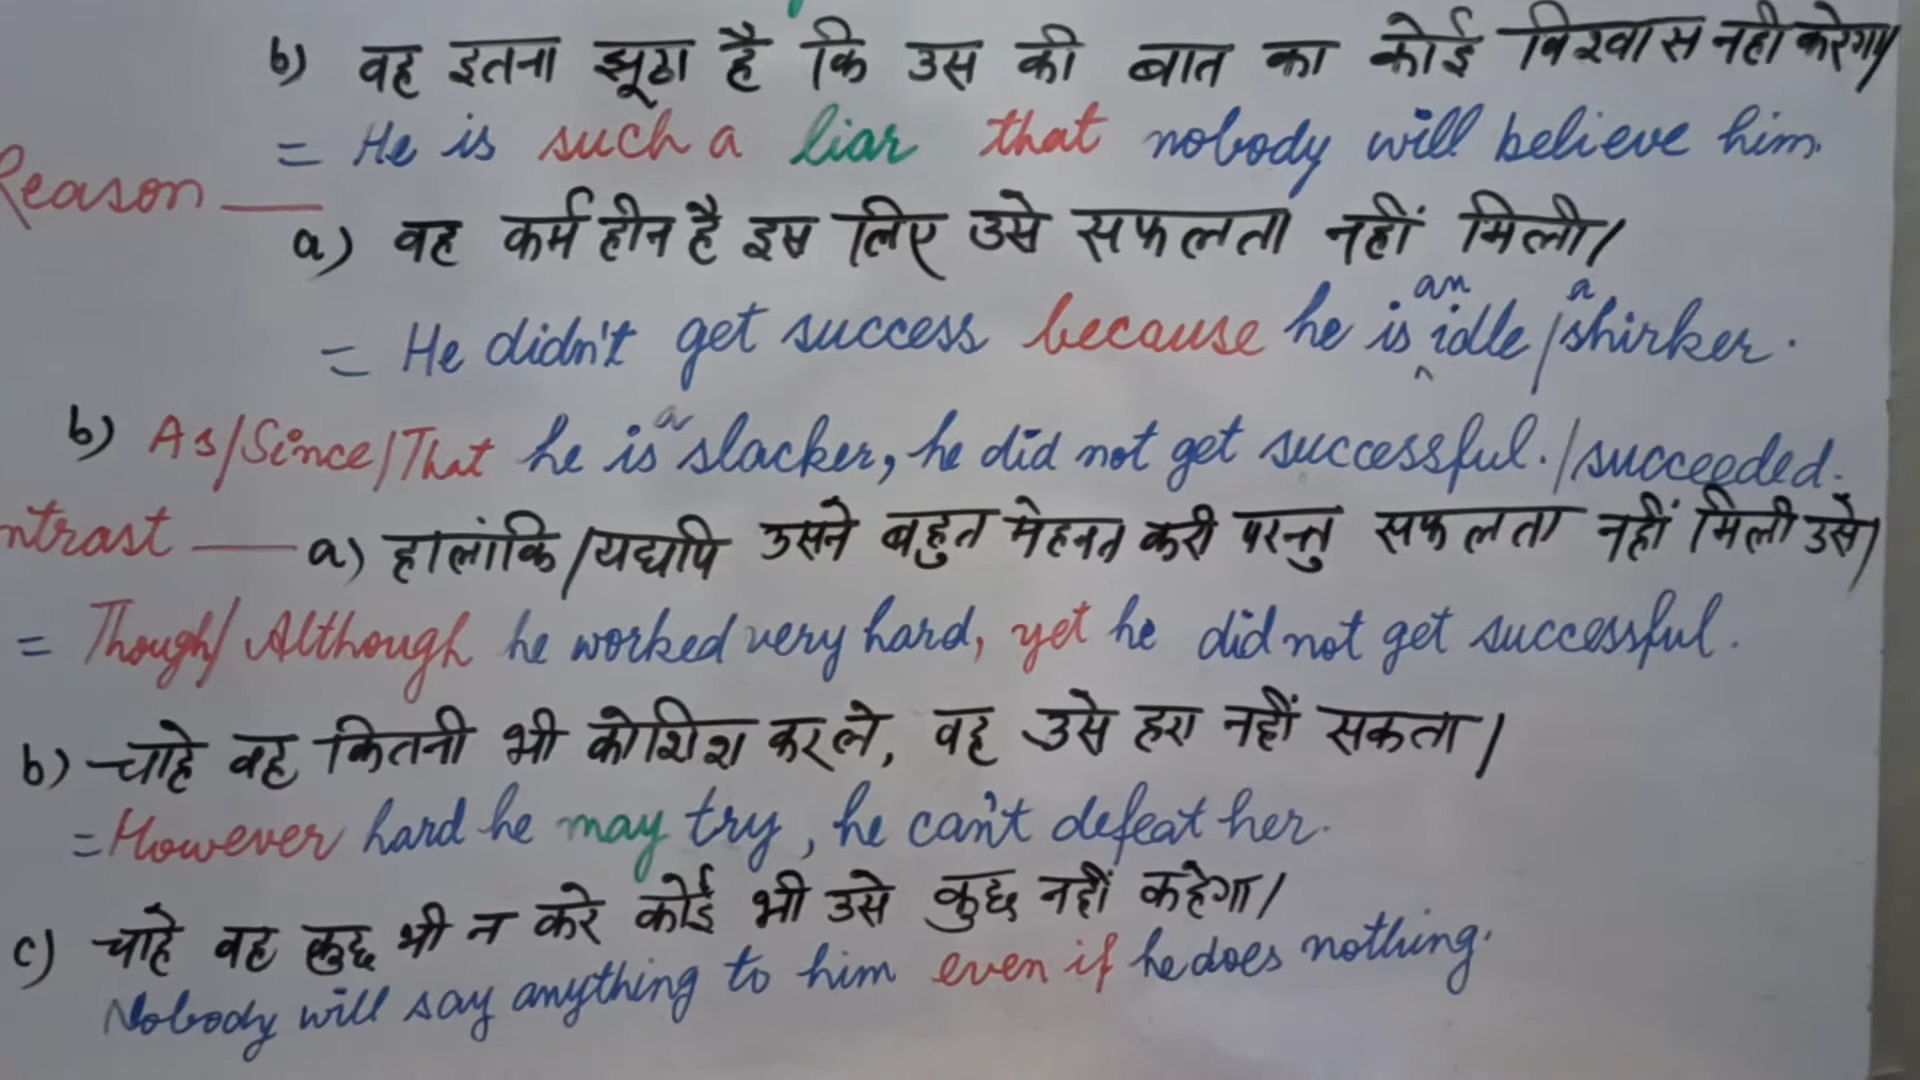 b) वह इतना झूठा है कि उस की बात का कोई विश्वास नही करेगा।
= He is such a liar that nobody will believe him.
Reason —
a) वह कर्म हीन है इस लिए उसे सफलता नहीं मिली।
= He didn't get success because he is an idle / a shirker.
b) As/Since/That he is a slacker, he did not get successful. / succeeded.
ntrast — a) हालांकि/यद्यपि उसने बहुत मेहनत करी परन्तु सफलता नहीं मिली उसे।
= Though/Although he worked very hard, yet he did not get successful.
b) चाहे वह कितनी भी कोशिश करले, वह उसे हरा नहीं सकता।
= However hard he may try, he can't defeat her.
c) चाहे वह कुछ भी न करे कोई भी उसे कुछ नहीं कहेगा।
Nobody will say anything to him even if he does nothing.